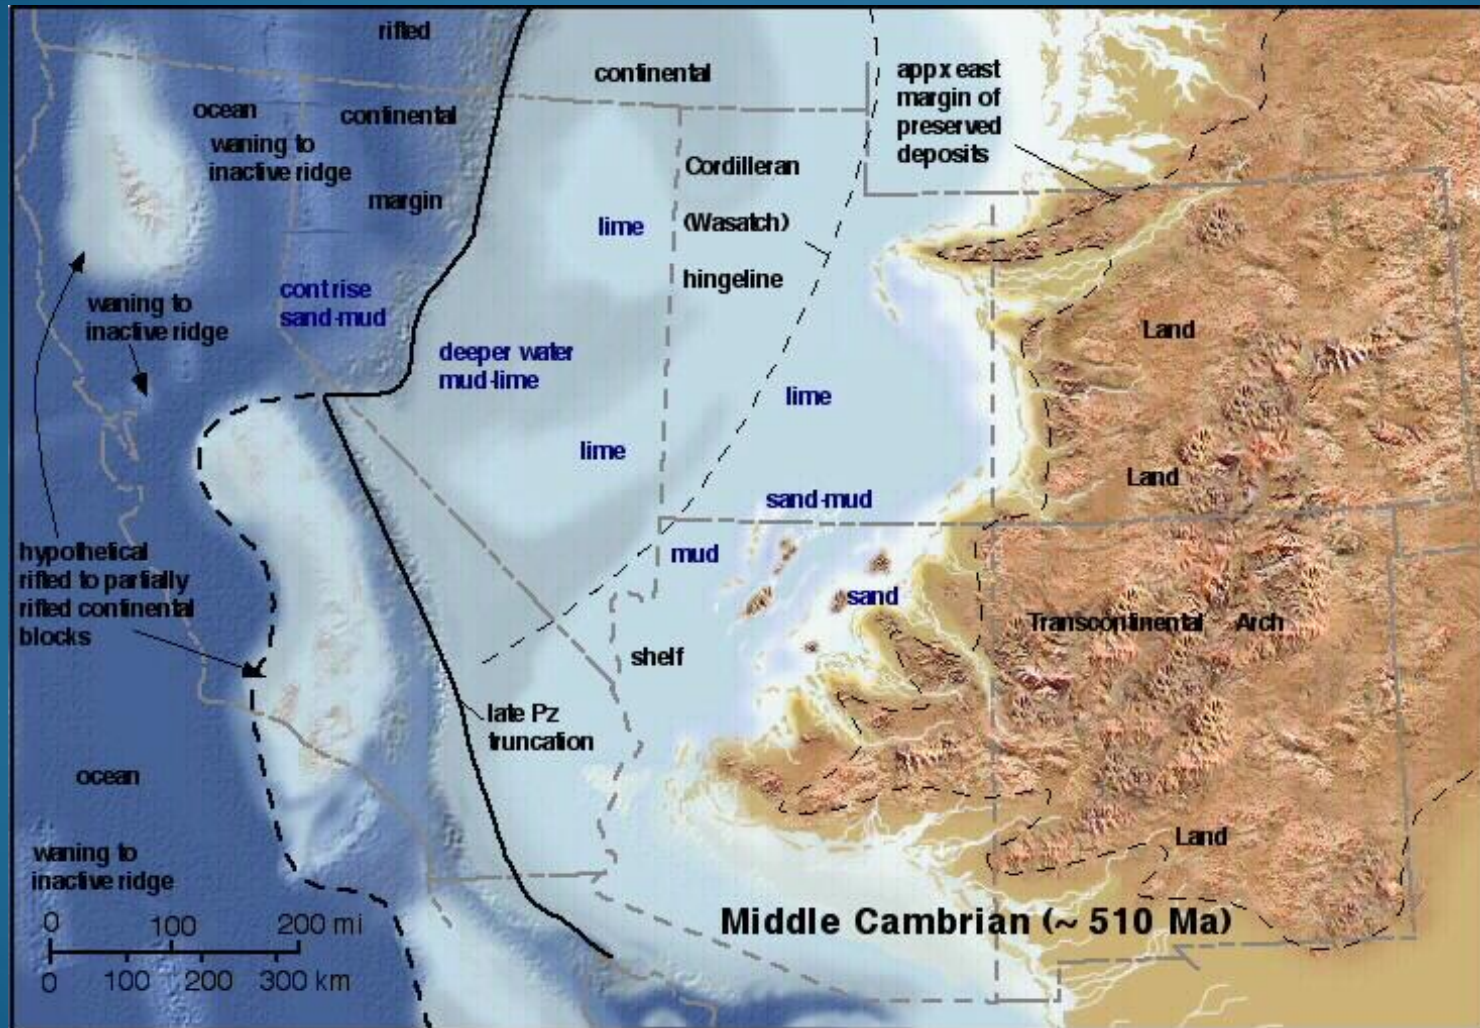 rifted
continental
appx east
margin of
preserved
deposits
ocean
continental
waning to
inactive ridge
Cordilleran
margin
lime
(Wasatch)
hingeline
cont rise
sand-mud
waning to
inactive ridge
Land
deeper water
mud-lime
lime
lime
Land
sand-mud
hypothetical
rifted to partially
rifted continental
blocks
mud
sand
Transcontinental Arch
shelf
late Pz
truncation
ocean
Land
waning to
inactive ridge
Middle Cambrian (~ 510 Ma)
0 100 200 mi
0 100 200 300 km